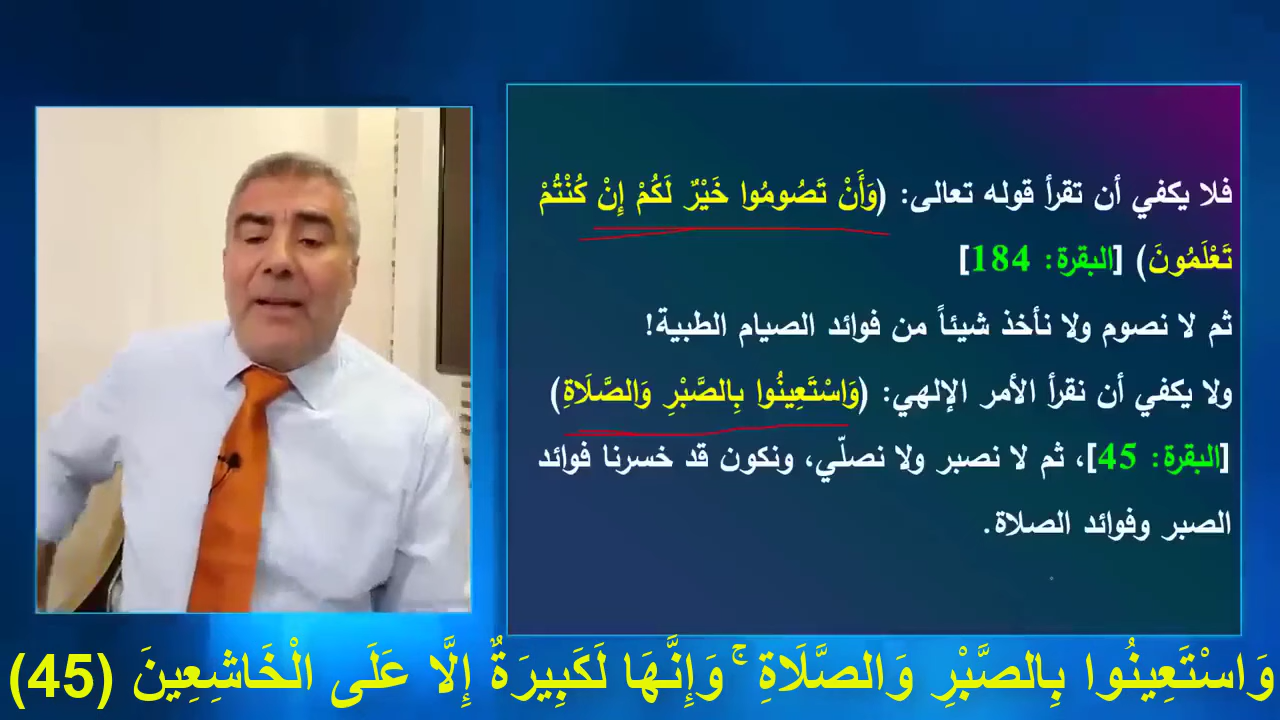 فلا يكفي أن تقرأ قوله تعالى: (وَأَنْ تَصُومُوا خَيْرٌ لَكُمْ إِنْ كُنْتُمْ
تَعْلَمُونَ) [البقرة: 184]
ثم لا نصوم ولا نأخذ شيئاً من فوائد الصيام الطبية!
ولا يكفي أن نقرأ الأمر الإلهي: (وَاسْتَعِينُوا بِالصَّبْرِ وَالصَّلَاةِ)
[البقرة: 45]، ثم لا نصبر ولا نصلّي، ونكون قد خسرنا فوائد
الصبر وفوائد الصلاة.
وَاسْتَعِينُوا بِالصَّبْرِ وَالصَّلَاةِ ۚ وَإِنَّهَا لَكَبِيرَةٌ إِلَّا عَلَى الْخَاشِعِينَ (45)